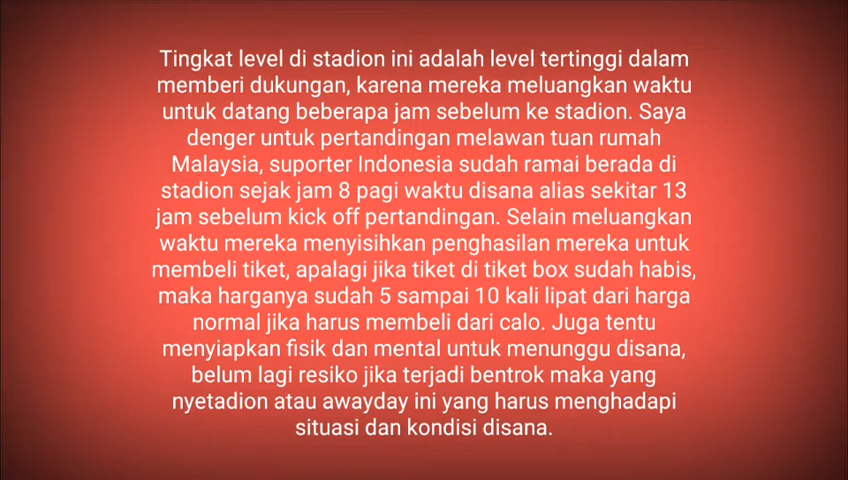 Tingkat level di stadion ini adalah level tertinggi dalam
memberi dukungan, karena mereka meluangkan waktu
untuk datang beberapa jam sebelum ke stadion. Saya
denger untuk pertandingan melawan tuan rumah
Malaysia, suporter Indonesia sudah ramai berada di
stadion sejak jam 8 pagi waktu disana alias sekitar 13
jam sebelum kick off pertandingan. Selain meluangkan
waktu mereka menyisihkan penghasilan mereka untuk
membeli tiket, apalagi jika tiket di tiket box sudah habis,
maka harganya sudah 5 sampai 10 kali lipat dari harga
normal jika harus membeli dari calo. Juga tentu
menyiapkan fisik dan mental untuk menunggu disana,
belum lagi resiko jika terjadi bentrok maka yang
nyetadion atau awayday ini yang harus menghadapi
situasi dan kondisi disana.